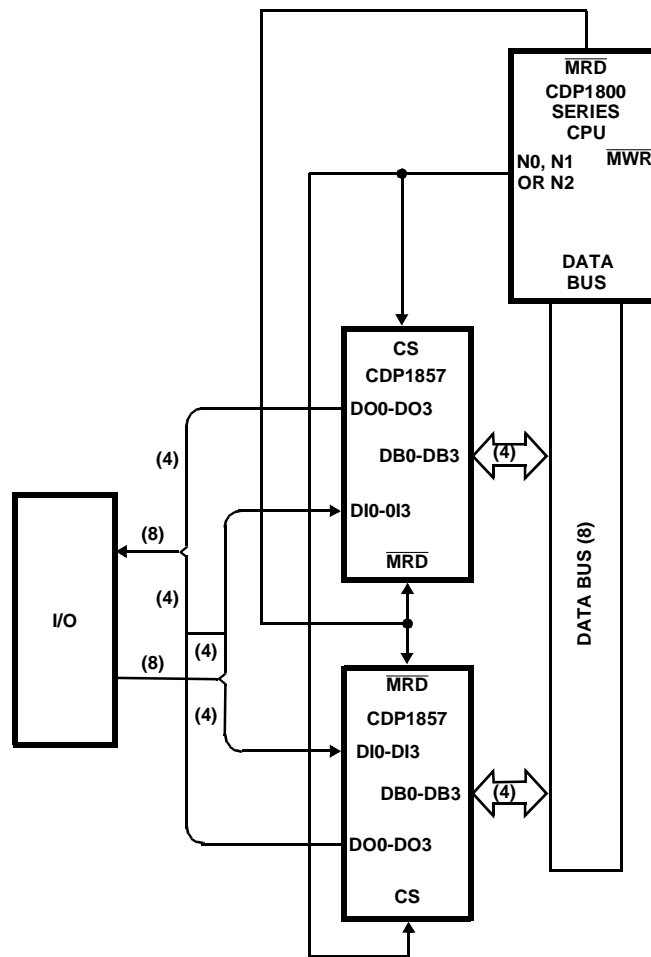 MRD
CDP1800
SERIES
CPU
N0, N1
OR N2
MWR
DATA
BUS
CS
CDP1857
DO0-DO3
(4)
DB0-DB3
(4)
DI0-0I3
(8)
MRD
DATA BUS (8)
(4)
I/O
(4)
(8)
MRD
(4)
CDP1857
DI0-DI3
DB0-DB3
(4)
DO0-DO3
CS